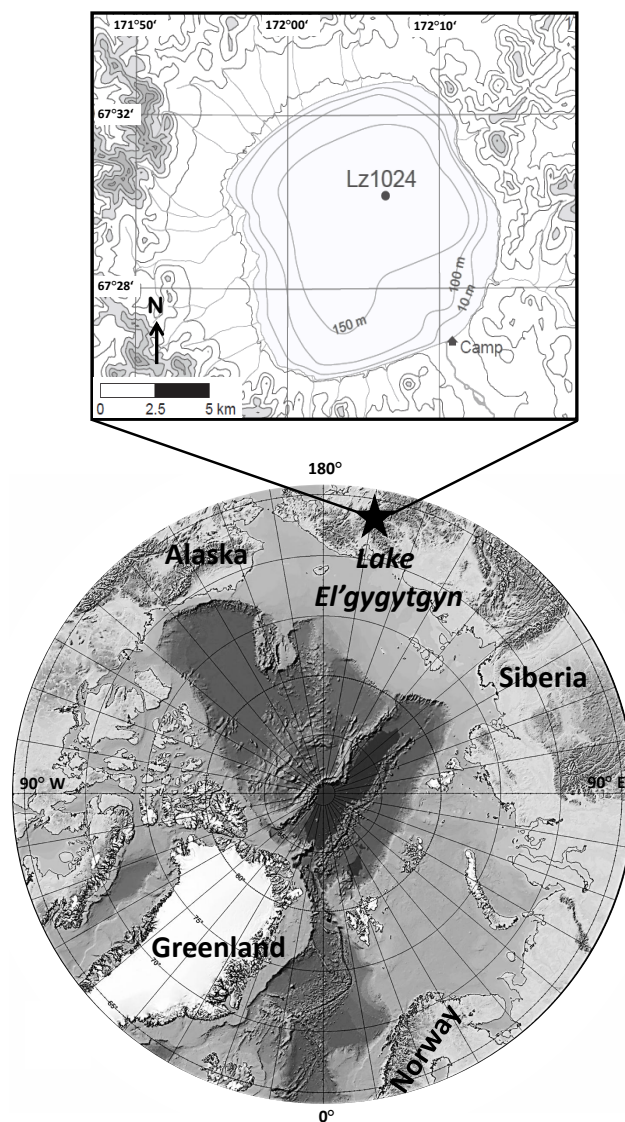 171°50‘
172°00‘
172°10‘
67°32‘
Lz1024
67°28‘
100 m
10 m
N
150 m
Camp
0
2.5
5 km
180°
Alaska
Lake
El’gygytgyn
Siberia
90° W
90° E
Greenland
Norway
0°